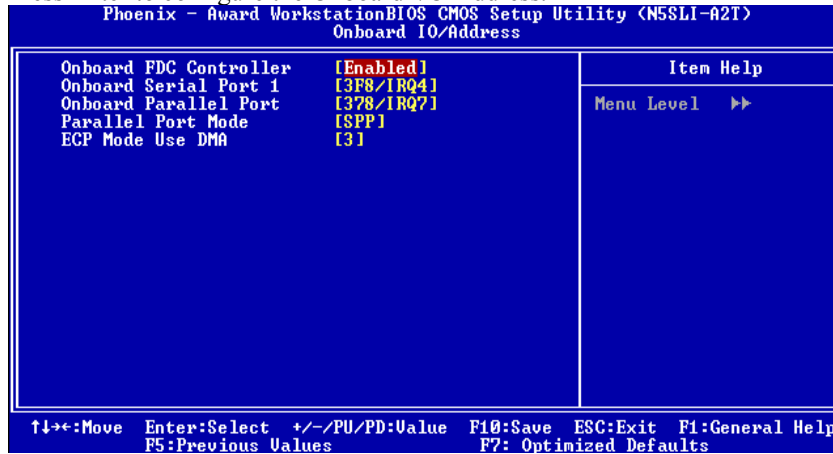 Phoenix - Award WorkstationBIOS CMOS Setup Utility (N5SLI-A2T)
Onboard IO/Address
Onboard FDC Controller [Enabled]
Onboard Serial Port 1 [3F8/IRQ4]
Onboard Parallel Port [378/IRQ7]
Parallel Port Mode [SPP]
ECP Mode Use DMA [3]
Item Help
Menu Level ▶▶
↑↓→←:Move Enter:Select +/-/PU/PD:Value F10:Save ESC:Exit F1:General Help
F5:Previous Values F7: Optimized Defaults